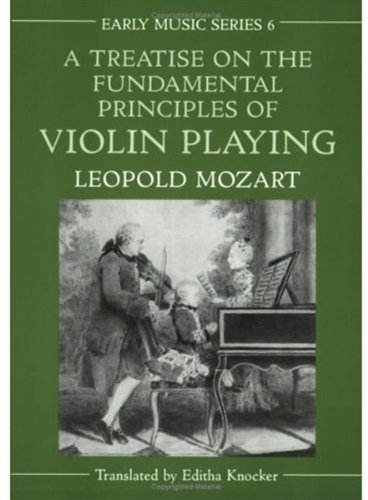 EARLY MUSIC SERIES 6
A TREATISE ON THE
FUNDAMENTAL
PRINCIPLES OF
VIOLIN PLAYING
LEOPOLD MOZART
Translated by Editha Knocker